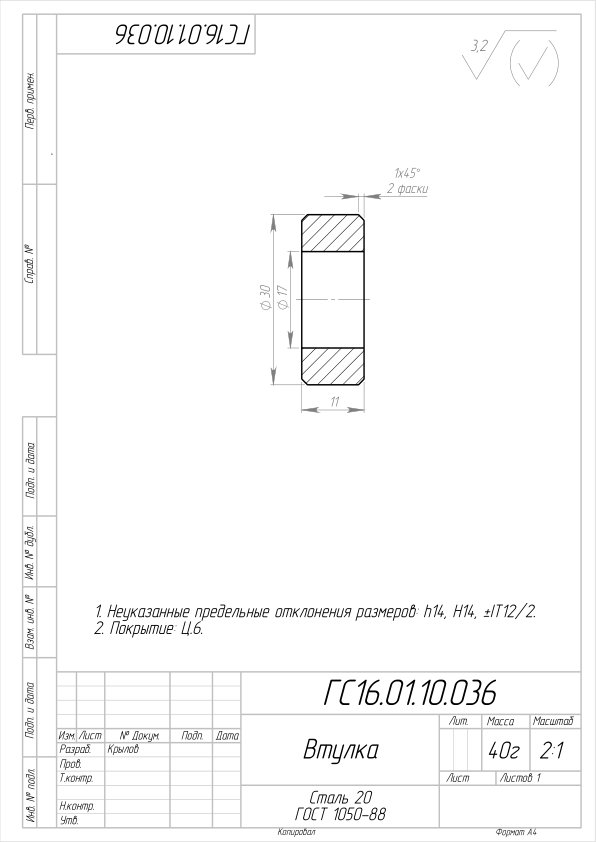 ГС16.01.10.036
3,2
Перв. примен.
Справ. №
1x45°
2 фаски
⌀ 30
⌀ 17
11
Подп. и дата
Инв. № дубл.
Взам. инв. №
Подп. и дата
Инв. № подл.
1. Неуказанные предельные отклонения размеров: h14, H14, ±IT12/2.
2. Покрытие: Ц.6.
ГС16.01.10.036
Изм. Лист № Докум. Подп. Дата
Разраб. Крылов
Пров.
Т.контр.
Н.контр.
Утв.
Втулка
Лит. Масса Масштаб
40г 2:1
Лист Листов 1
Сталь 20
ГОСТ 1050-88
Копировал Формат А4